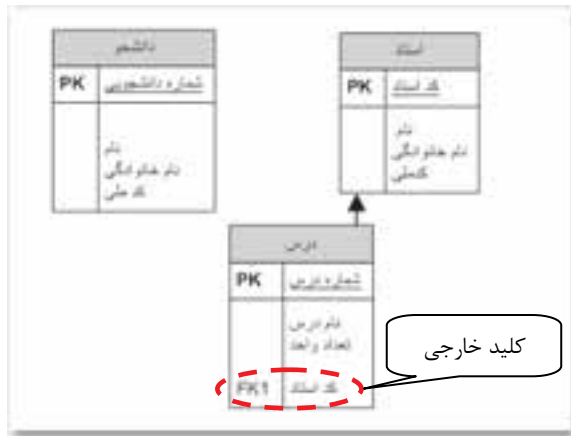 دانشجو
PK شماره دانشجویی
نام
نام خانوادگی
کد ملی
استاد
PK کد استاد
نام
نام خانوادگی
کدملی
درس
PK شماره درس
نام درس
تعداد واحد
FK1 کد استاد
کلید خارجی